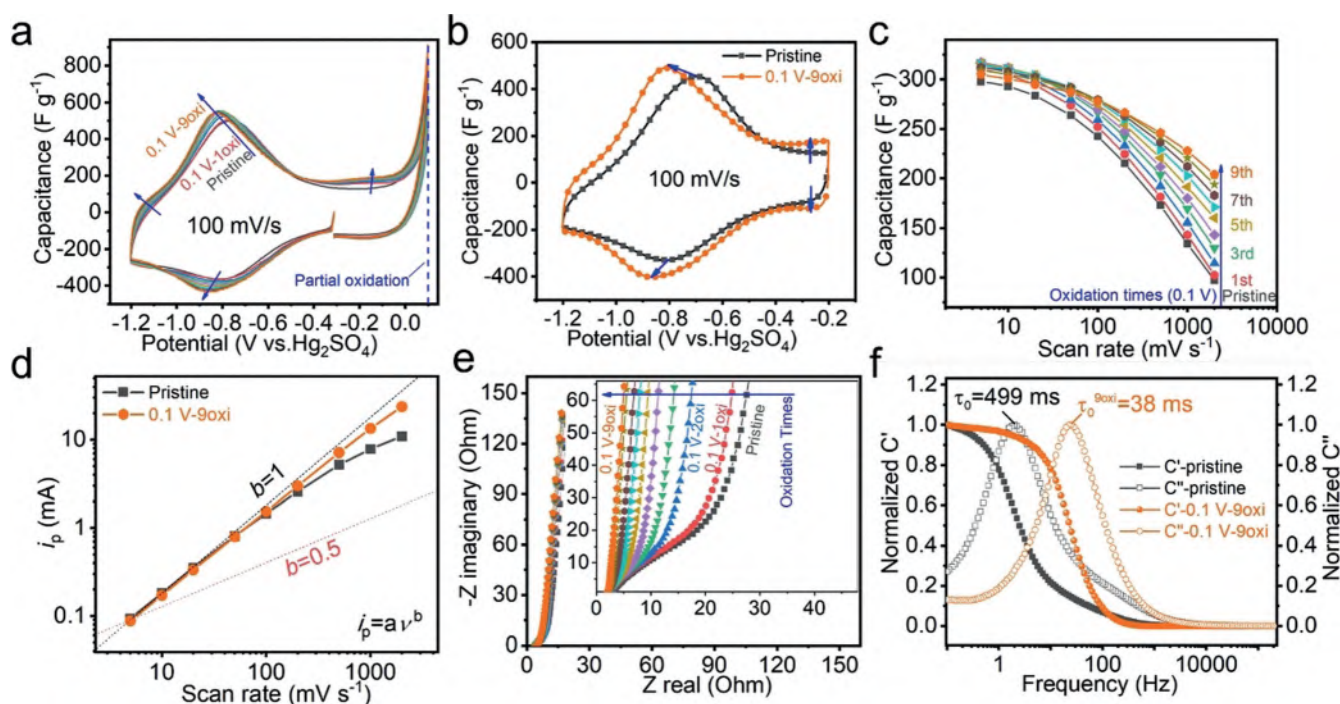 a
800
600
400
200
0
-200
-400
Capacitance (F g⁻¹)
0.1 V-9oxi
0.1 V-1oxi
Pristine
100 mV/s
Partial oxidation
-1.2 -1.0 -0.8 -0.6 -0.4 -0.2 0.0
Potential (V vs.Hg₂SO₄)
b
600
400
200
0
-200
-400
Capacitance (F g⁻¹)
Pristine
0.1 V-9oxi
100 mV/s
-1.2 -1.0 -0.8 -0.6 -0.4 -0.2
Potential (V vs.Hg₂SO₄)
c
300
250
200
150
100
Capacitance (F g⁻¹)
9th
7th
5th
3rd
1st
Oxidation times (0.1 V)
Pristine
10 100 1000 10000
Scan rate (mV s⁻¹)
d
10
1
0.1
iₚ (mA)
Pristine
0.1 V-9oxi
b=1
b=0.5
iₚ=aνᵇ
10 100 1000
Scan rate (mV s⁻¹)
e
150
120
90
60
30
0
-Z imaginary (Ohm)
60
50
40
30
20
10
0.1 V-9oxi
0.1 V-2oxi
0.1 V-1oxi
Pristine
Oxidation Times
0 10 20 30 40
0 30 60 90 120 150
Z real (Ohm)
f
1.2
1.0
0.8
0.6
0.4
0.2
0.0
Normalized C'
τ₀=499 ms
τ₀⁹ᵒˣⁱ=38 ms
C'-pristine
C"-pristine
C'-0.1 V-9oxi
C"-0.1 V-9oxi
1.2
1.0
0.8
0.6
0.4
0.2
0.0
Normalized C"
1 100 10000
Frequency (Hz)